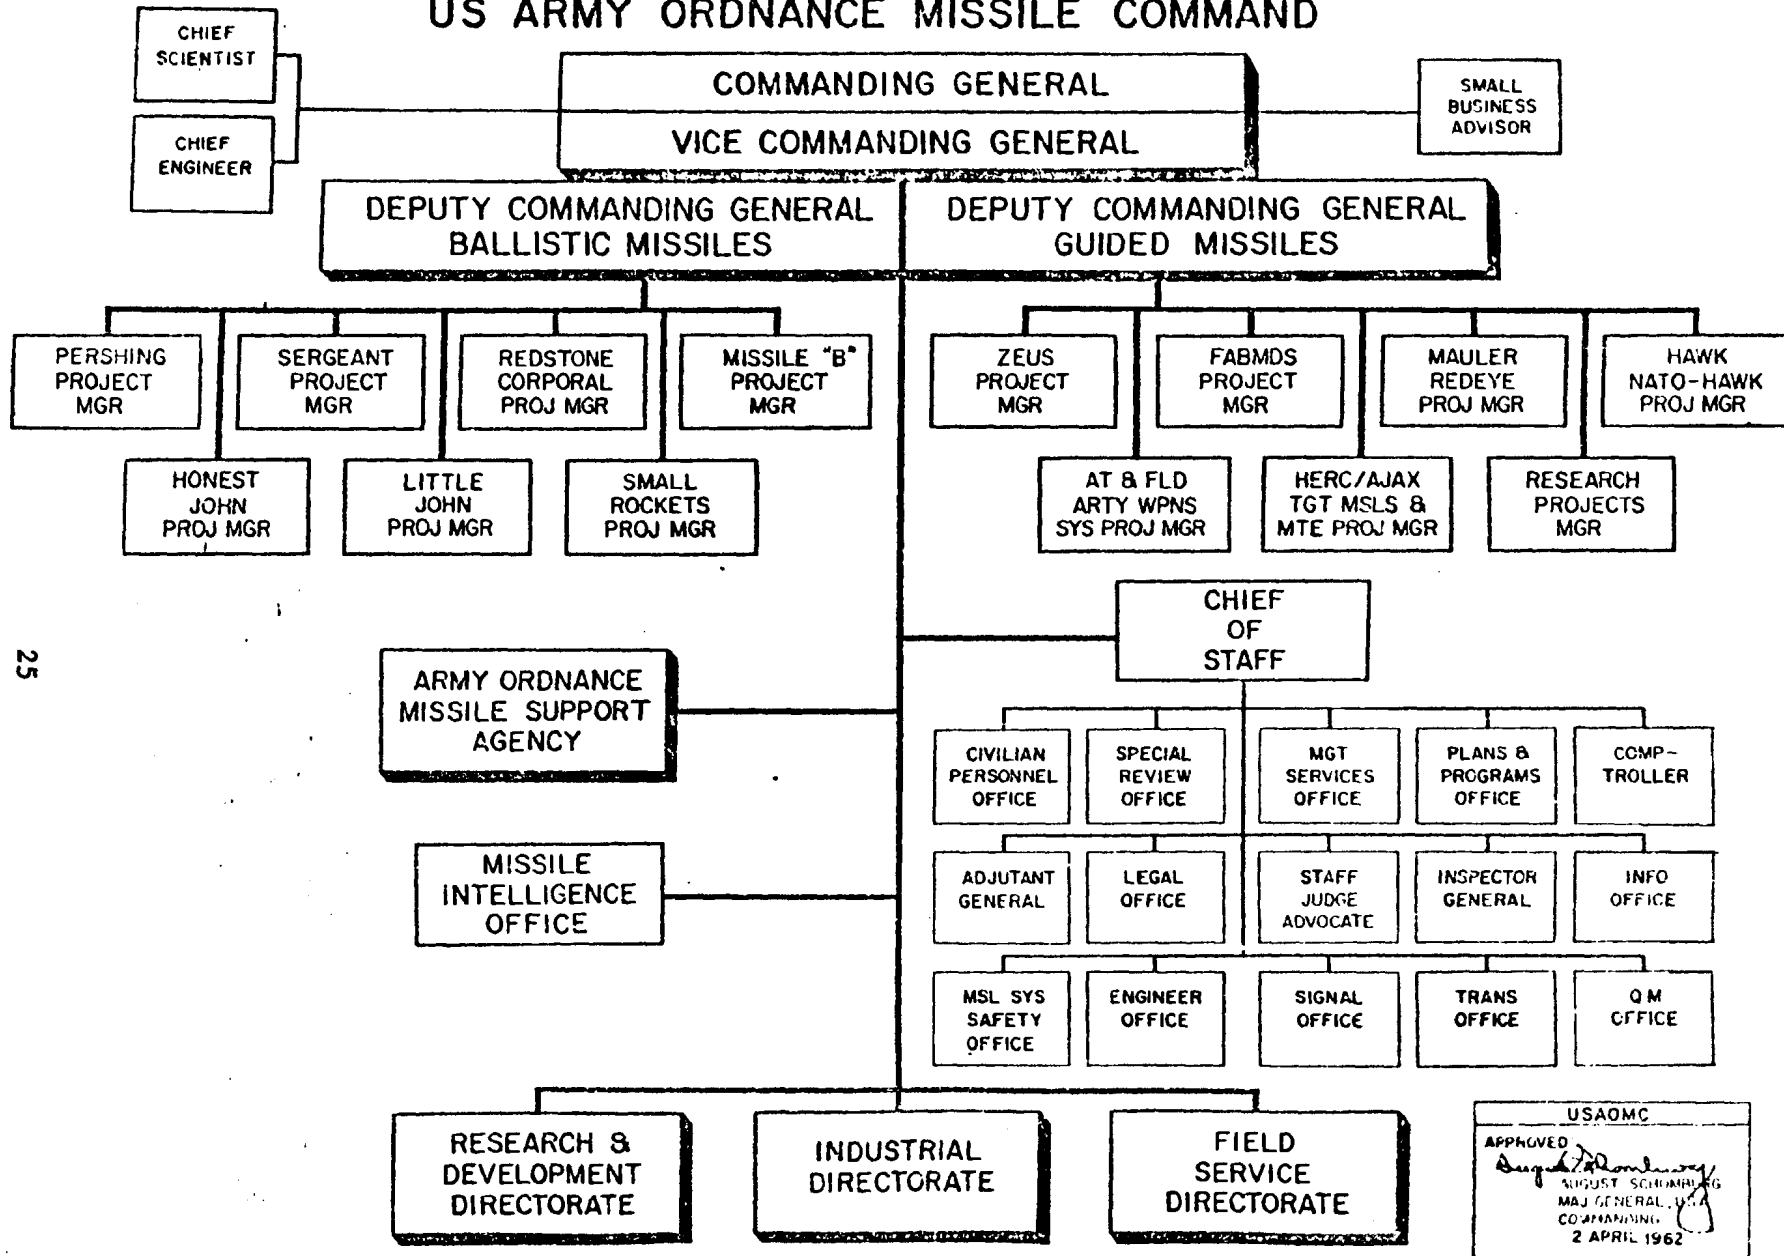 US ARMY ORDNANCE MISSILE COMMAND
CHIEF
SCIENTIST
CHIEF
ENGINEER
COMMANDING GENERAL
VICE COMMANDING GENERAL
SMALL
BUSINESS
ADVISOR
DEPUTY COMMANDING GENERAL
BALLISTIC MISSILES
DEPUTY COMMANDING GENERAL
GUIDED MISSILES
PERSHING
PROJECT
MGR
SERGEANT
PROJECT
MGR
REDSTONE
CORPORAL
PROJ MGR
MISSILE "B"
PROJECT
MGR
HONEST
JOHN
PROJ MGR
LITTLE
JOHN
PROJ MGR
SMALL
ROCKETS
PROJ MGR
ZEUS
PROJECT
MGR
FABMDS
PROJECT
MGR
MAULER
REDEYE
PROJ MGR
HAWK
NATO-HAWK
PROJ MGR
AT & FLD
ARTY WPNS
SYS PROJ MGR
HERC/AJAX
TGT MSLS &
MTE PROJ MGR
RESEARCH
PROJECTS
MGR
CHIEF
OF
STAFF
25
ARMY ORDNANCE
MISSILE SUPPORT
AGENCY
MISSILE
INTELLIGENCE
OFFICE
CIVILIAN
PERSONNEL
OFFICE
SPECIAL
REVIEW
OFFICE
MGT
SERVICES
OFFICE
PLANS &
PROGRAMS
OFFICE
COMP-
TROLLER
ADJUTANT
GENERAL
LEGAL
OFFICE
STAFF
JUDGE
ADVOCATE
INSPECTOR
GENERAL
INFO
OFFICE
MSL SYS
SAFETY
OFFICE
ENGINEER
OFFICE
SIGNAL
OFFICE
TRANS
OFFICE
QM
OFFICE
RESEARCH &
DEVELOPMENT
DIRECTORATE
INDUSTRIAL
DIRECTORATE
FIELD
SERVICE
DIRECTORATE
USAOMC
APPROVED
AUGUST SCHOMBURG
MAJ GENERAL, USA
COMMANDING
2 APRIL 1962